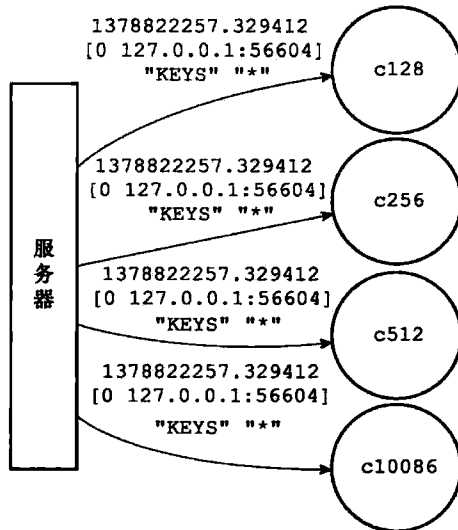 1378822257.329412
[0 127.0.0.1:56604]
"KEYS" "*"
c128
1378822257.329412
[0 127.0.0.1:56604]
"KEYS" "*"
c256
服务器
1378822257.329412
[0 127.0.0.1:56604]
"KEYS" "*"
c512
1378822257.329412
[0 127.0.0.1:56604]
"KEYS" "*"
c10086